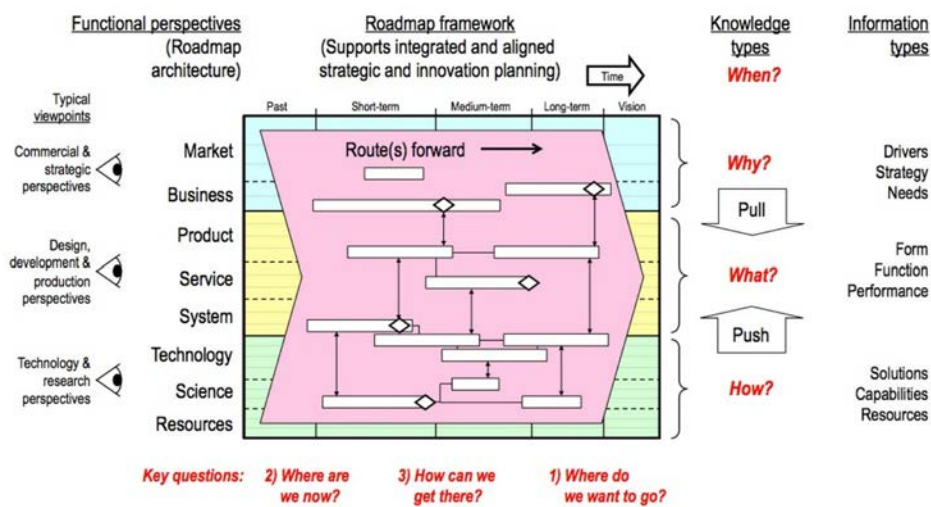 Functional perspectives
(Roadmap
architecture)
Roadmap framework
(Supports integrated and aligned
strategic and innovation planning)
Time
Knowledge
types
When?
Information
types
Typical
viewpoints
Past
Short-term
Medium-term
Long-term
Vision
Commercial &
strategic
perspectives
Market
Business
Route(s) forward
Why?
Drivers
Strategy
Needs
Pull
Design,
development &
production
perspectives
Product
Service
System
What?
Form
Function
Performance
Push
Technology &
research
perspectives
Technology
Science
Resources
How?
Solutions
Capabilities
Resources
Key questions:
2) Where are
we now?
3) How can we
get there?
1) Where do
we want to go?